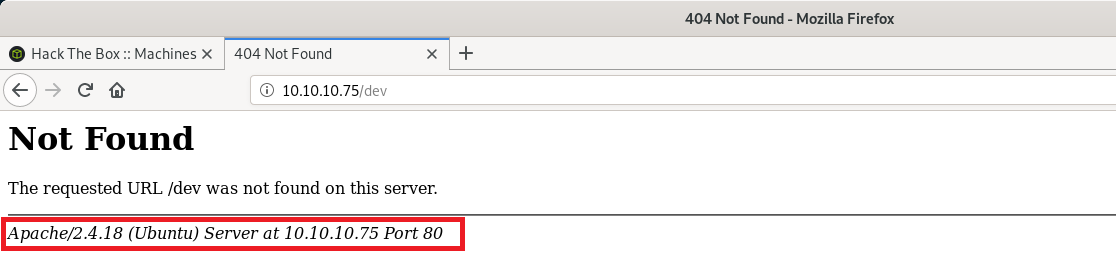 404 Not Found - Mozilla Firefox
Hack The Box :: Machines
404 Not Found
10.10.10.75/dev
Not Found
The requested URL /dev was not found on this server.
Apache/2.4.18 (Ubuntu) Server at 10.10.10.75 Port 80